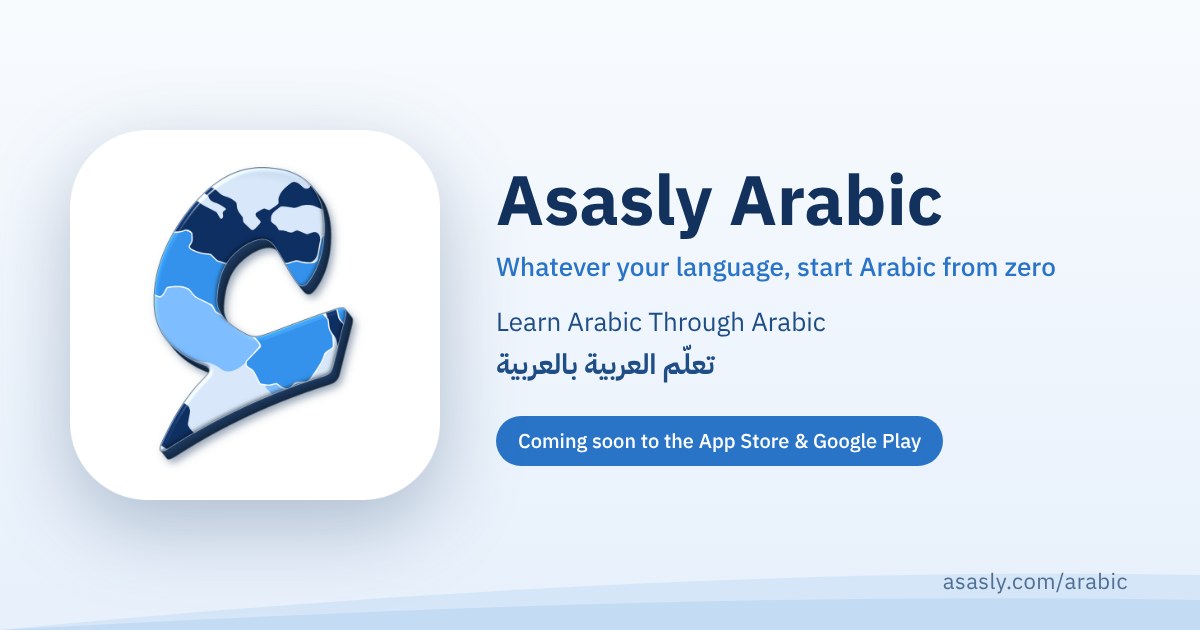 Asasly Arabic
Whatever your language, start Arabic from zero
Learn Arabic Through Arabic
تعلّم العربية بالعربية
Coming soon to the App Store & Google Play
asasly.com/arabic